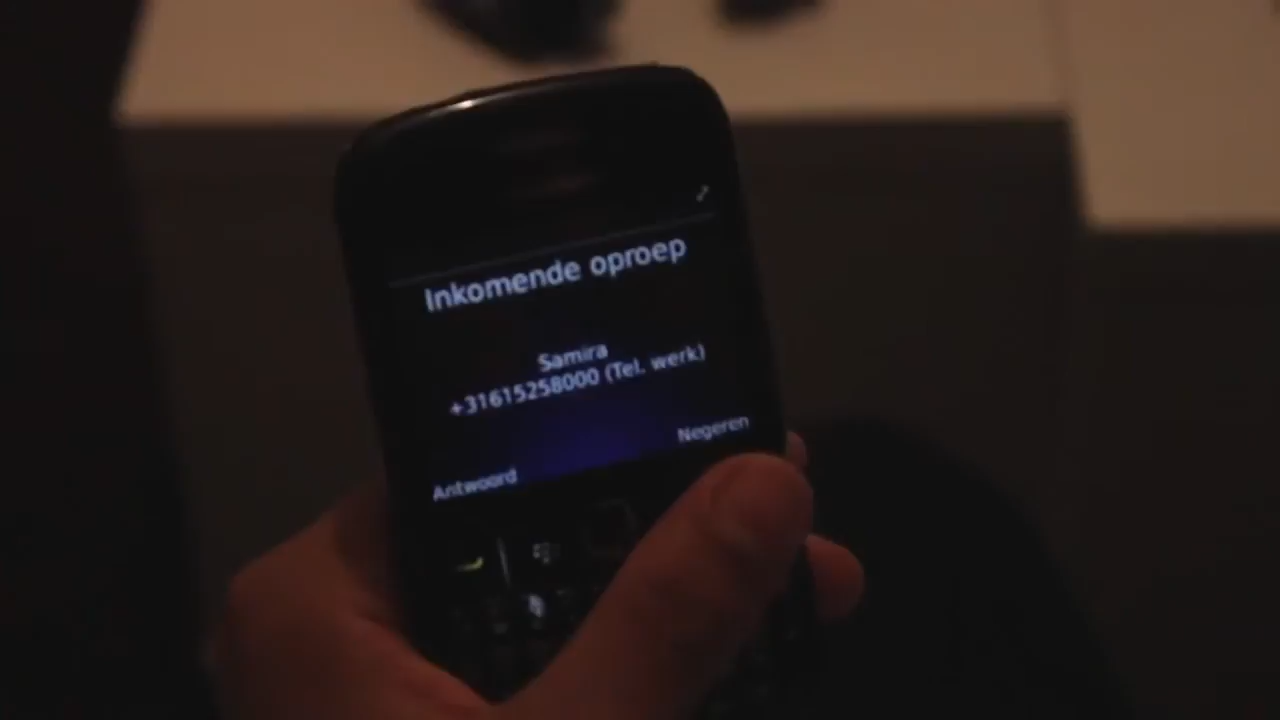 Inkomende oproep
Samira
+31615258000 (Tel. werk)
Negeren
Antwoord